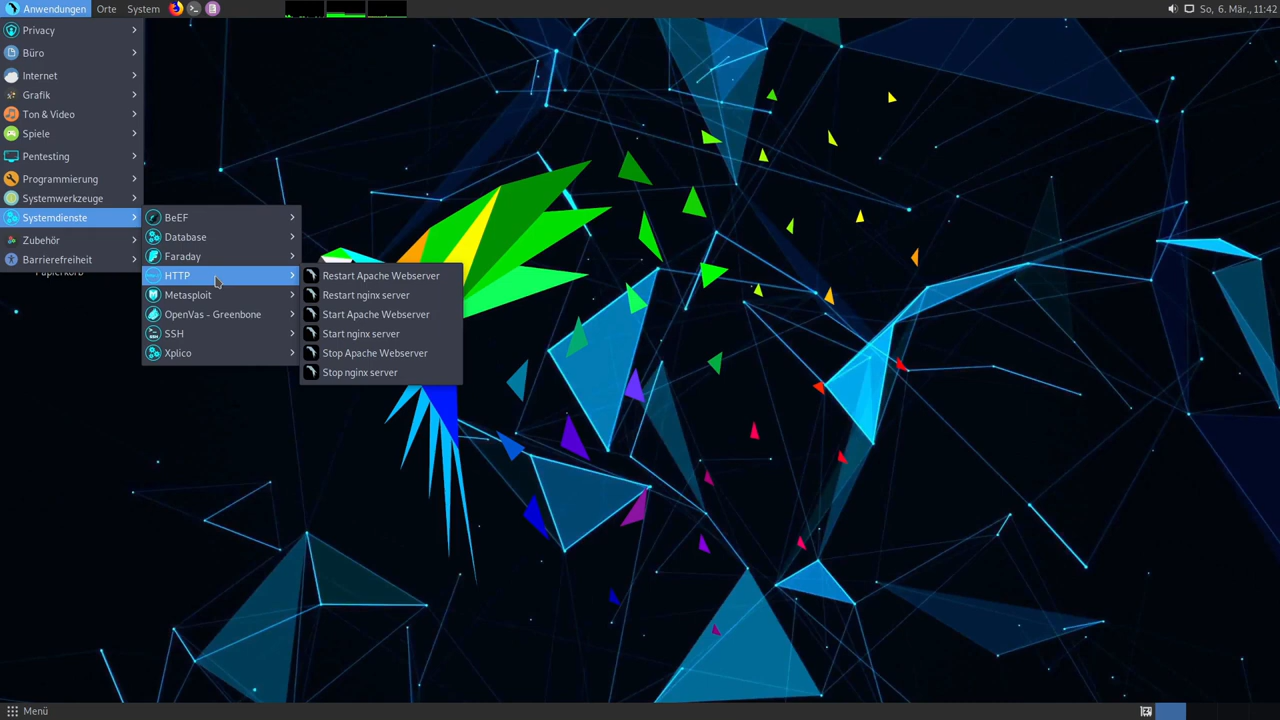 Anwendungen Orte System So, 6. Mär., 11:42
Privacy
Büro
Internet
Grafik
Ton & Video
Spiele
Pentesting
Programmierung
Systemwerkzeuge
Systemdienste
Zubehör
Barrierefreiheit
Papierkorb
BeEF
Database
Faraday
HTTP
Metasploit
OpenVas - Greenbone
SSH
Xplico
Restart Apache Webserver
Restart nginx server
Start Apache Webserver
Start nginx server
Stop Apache Webserver
Stop nginx server
Menü